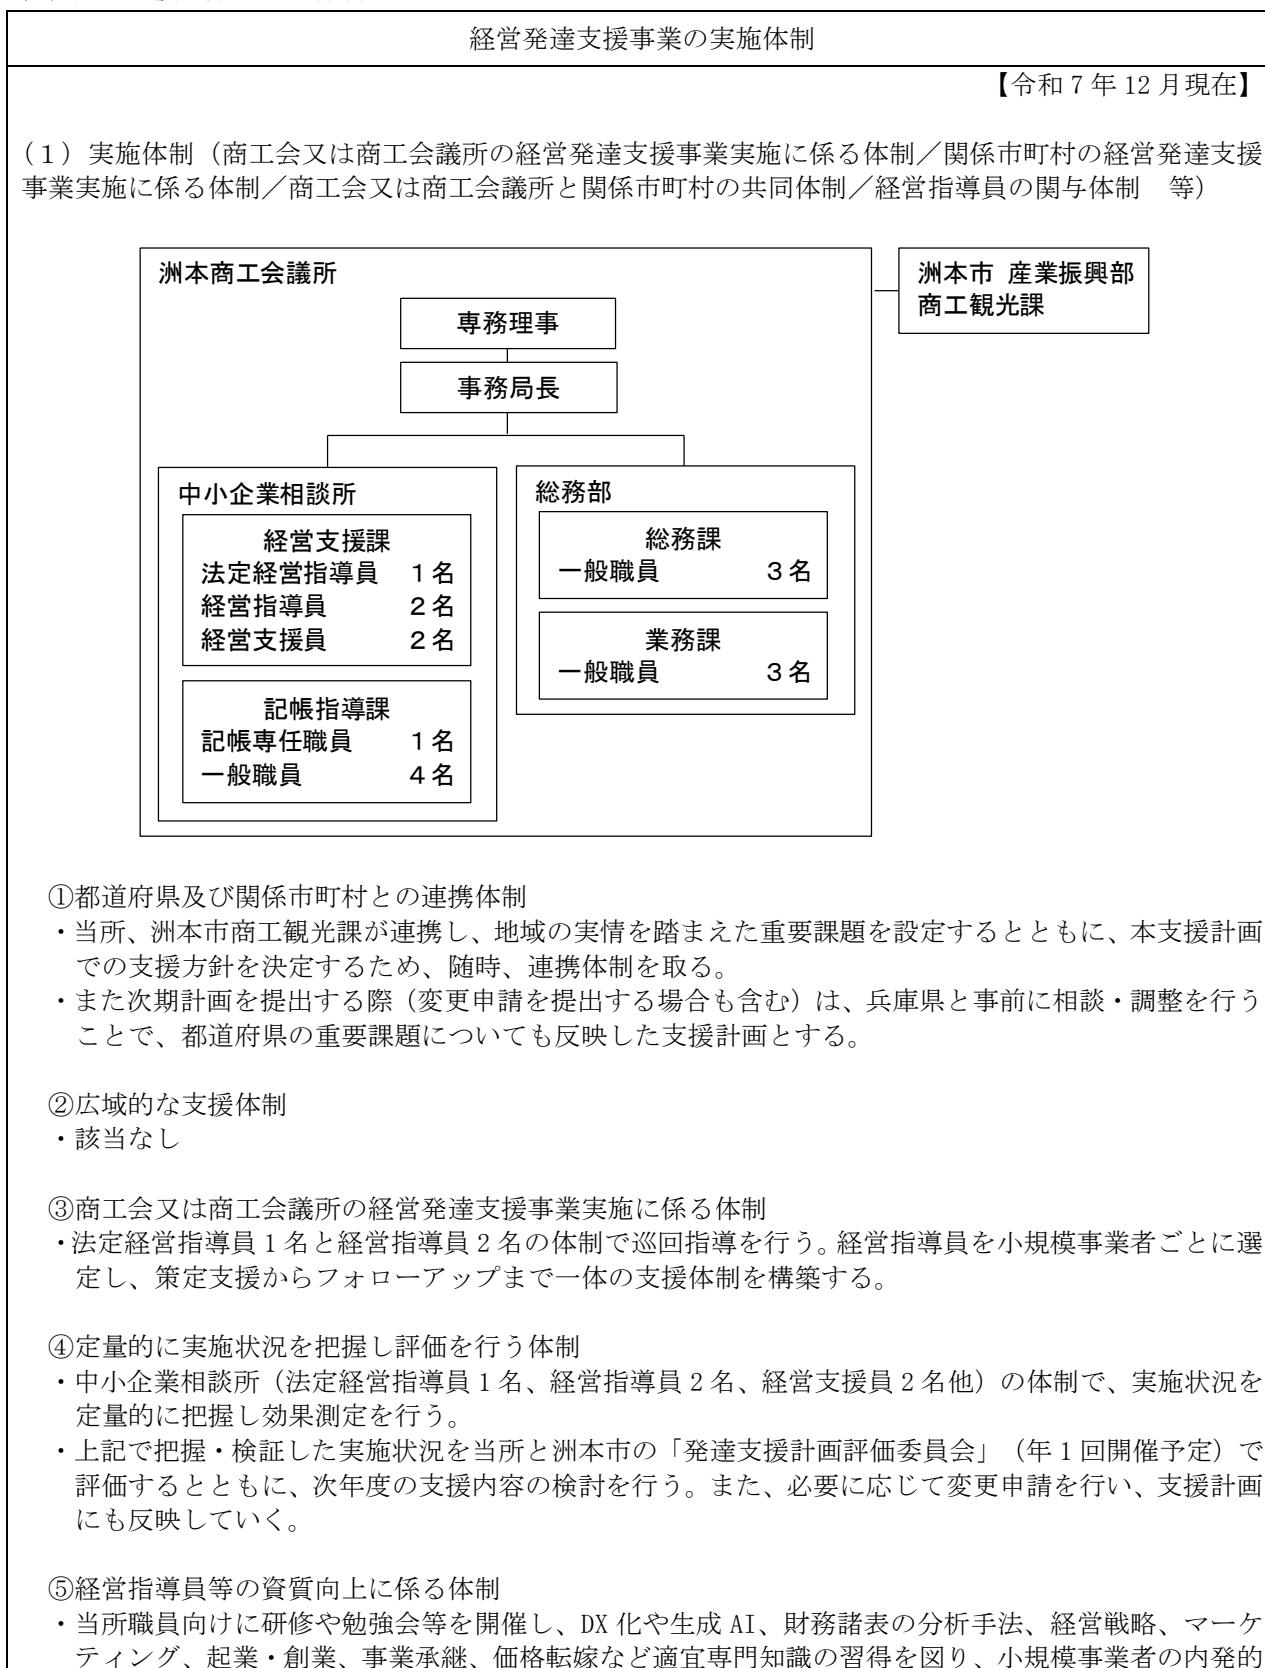 経営発達支援事業の実施体制
【令和7年12月現在】
(1)実施体制(商工会又は商工会議所の経営発達支援事業実施に係る体制/関係市町村の経営発達支援
事業実施に係る体制/商工会又は商工会議所と関係市町村の共同体制/経営指導員の関与体制 等)
洲本商工会議所
洲本市 産業振興部
商工観光課
専務理事
事務局長
中小企業相談所
経営支援課
法定経営指導員 1名
経営指導員 2名
経営支援員 2名
記帳指導課
記帳専任職員 1名
一般職員 4名
総務部
総務課
一般職員 3名
業務課
一般職員 3名
①都道府県及び関係市町村との連携体制
・当所、洲本市商工観光課が連携し、地域の実情を踏まえた重要課題を設定するとともに、本支援計画
での支援方針を決定するため、随時、連携体制を取る。
・また次期計画を提出する際(変更申請を提出する場合も含む)は、兵庫県と事前に相談・調整を行う
ことで、都道府県の重要課題についても反映した支援計画とする。
②広域的な支援体制
・該当なし
③商工会又は商工会議所の経営発達支援事業実施に係る体制
・法定経営指導員1名と経営指導員2名の体制で巡回指導を行う。経営指導員を小規模事業者ごとに選
定し、策定支援からフォローアップまで一体の支援体制を構築する。
④定量的に実施状況を把握し評価を行う体制
・中小企業相談所(法定経営指導員1名、経営指導員2名、経営支援員2名他)の体制で、実施状況を
定量的に把握し効果測定を行う。
・上記で把握・検証した実施状況を当所と洲本市の「発達支援計画評価委員会」(年1回開催予定)で
評価するとともに、次年度の支援内容の検討を行う。また、必要に応じて変更申請を行い、支援計画
にも反映していく。
⑤経営指導員等の資質向上に係る体制
・当所職員向けに研修や勉強会等を開催し、DX化や生成AI、財務諸表の分析手法、経営戦略、マーケ
ティング、起業・創業、事業承継、価格転嫁など適宜専門知識の習得を図り、小規模事業者の内発的